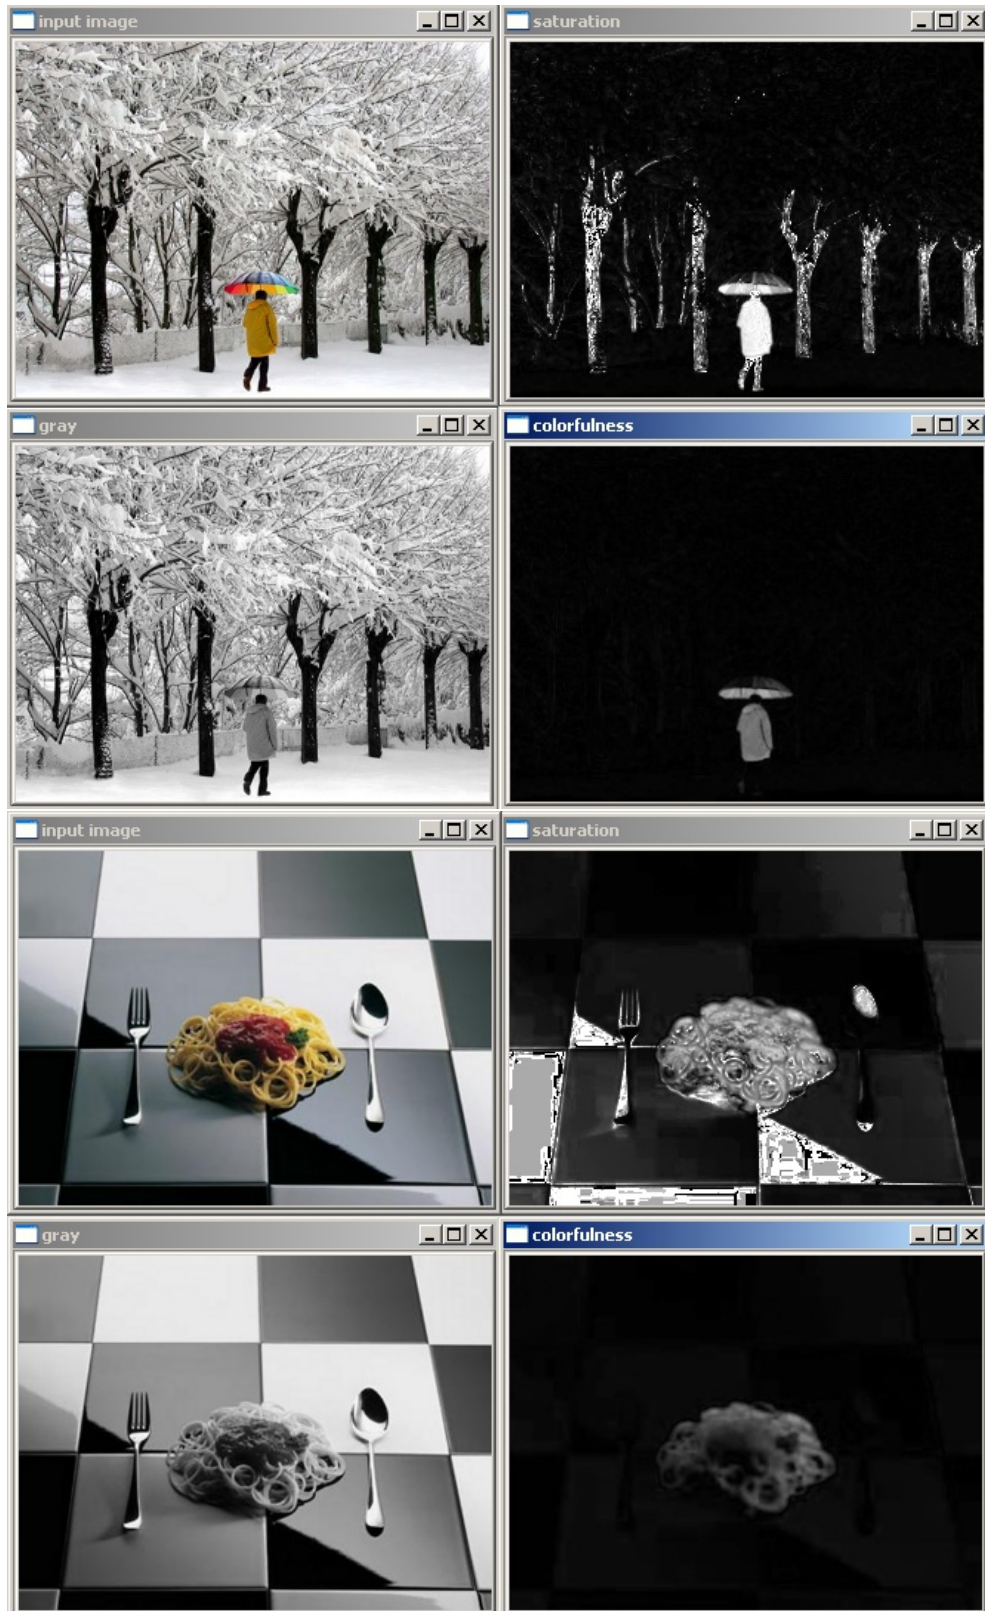 input image
saturation
gray
colorfulness
input image
saturation
gray
colorfulness